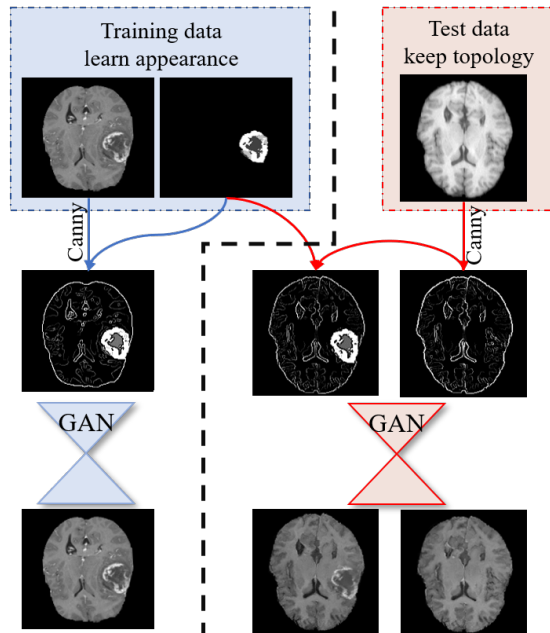 Training data
learn appearance
Test data
keep topology
Canny
Canny
GAN
GAN